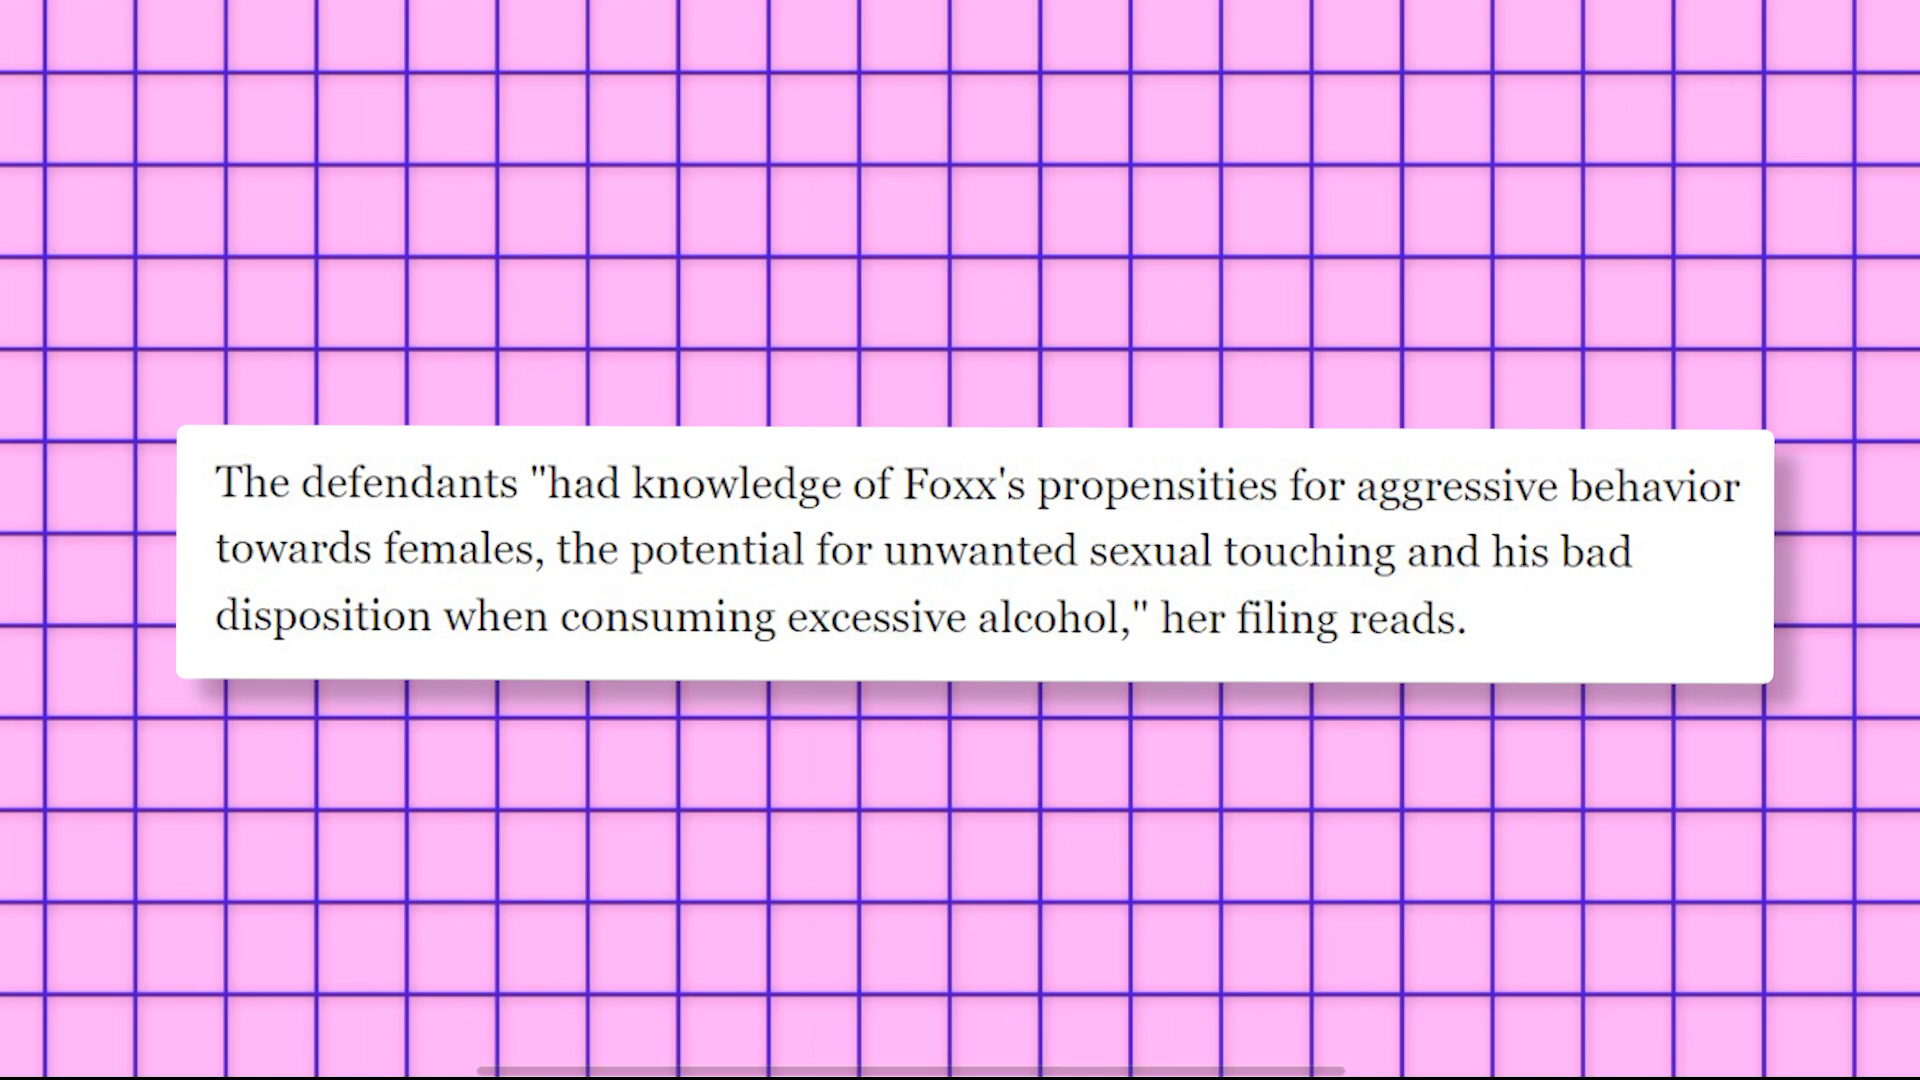 The defendants "had knowledge of Foxx's propensities for aggressive behavior
towards females, the potential for unwanted sexual touching and his bad
disposition when consuming excessive alcohol," her filing reads.